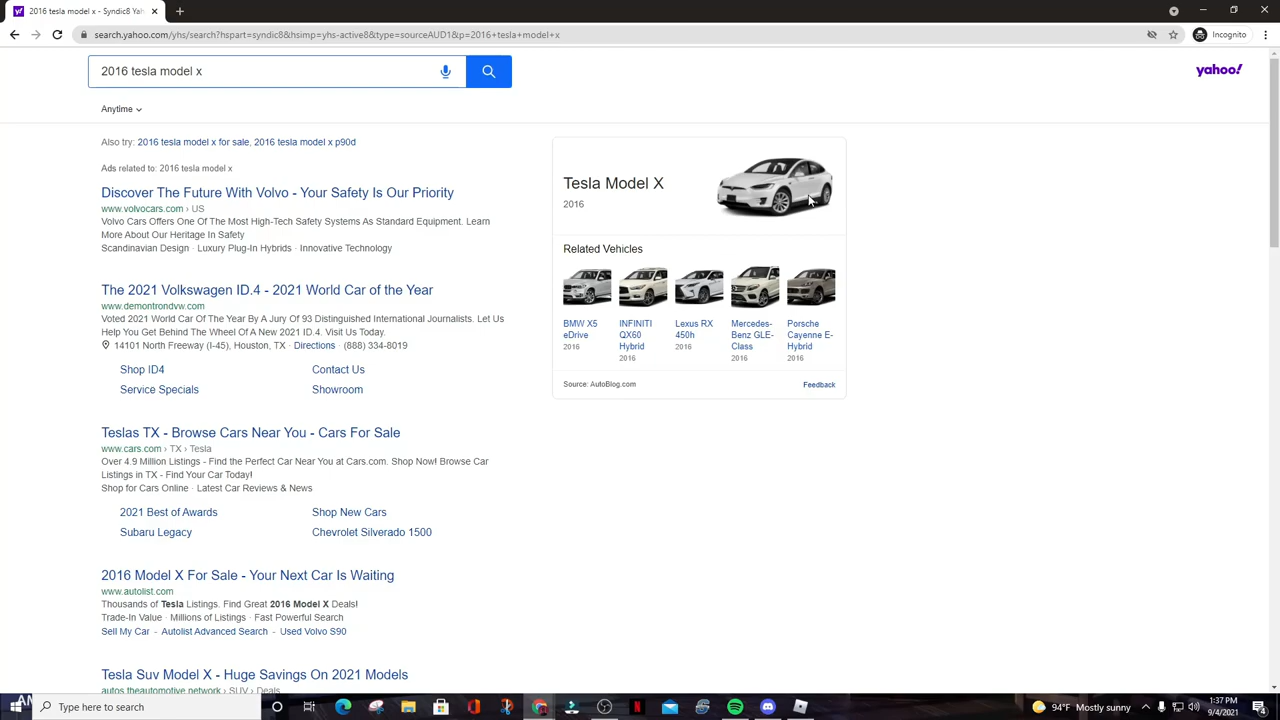 2016 tesla model x - Syndic8 Yah
search.yahoo.com/yhs/search?hspart=syndic8&hsimp=yhs-active8&type=sourceAUD1&p=2016+tesla+model+x
Incognito
2016 tesla model x
yahoo!
Anytime
Also try: 2016 tesla model x for sale, 2016 tesla model x p90d
Ads related to: 2016 tesla model x
Discover The Future With Volvo - Your Safety Is Our Priority
www.volvocars.com › US
Volvo Cars Offers One Of The Most High-Tech Safety Systems As Standard Equipment. Learn
More About Our Heritage In Safety
Scandinavian Design · Luxury Plug-In Hybrids · Innovative Technology
The 2021 Volkswagen ID.4 - 2021 World Car of the Year
www.demontrondvw.com
Voted 2021 World Car Of The Year By A Jury Of 93 Distinguished International Journalists. Let Us
Help You Get Behind The Wheel Of A New 2021 ID.4. Visit Us Today.
14101 North Freeway (I-45), Houston, TX · Directions · (888) 334-8019
Shop ID4
Contact Us
Service Specials
Showroom
Teslas TX - Browse Cars Near You - Cars For Sale
www.cars.com › TX › Tesla
Over 4.9 Million Listings - Find the Perfect Car Near You at Cars.com. Shop Now! Browse Car
Listings in TX - Find Your Car Today!
Shop for Cars Online · Latest Car Reviews & News
2021 Best of Awards
Shop New Cars
Subaru Legacy
Chevrolet Silverado 1500
2016 Model X For Sale - Your Next Car Is Waiting
www.autolist.com
Thousands of Tesla Listings. Find Great 2016 Model X Deals!
Trade-In Value · Millions of Listings · Fast Powerful Search
Sell My Car - Autolist Advanced Search - Used Volvo S90
Tesla Suv Model X - Huge Savings On 2021 Models
autos.theautomotive.network › SUV › Deals
Tesla Model X
2016
Related Vehicles
BMW X5
eDrive
2016
INFINITI
QX60
Hybrid
2016
Lexus RX
450h
2016
Mercedes-
Benz GLE-
Class
2016
Porsche
Cayenne E-
Hybrid
2016
Source: AutoBlog.com
Feedback
Type here to search
94°F Mostly sunny
1:37 PM
9/4/2021